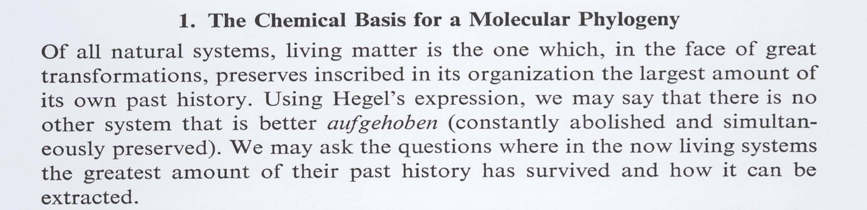 1. The Chemical Basis for a Molecular Phylogeny
Of all natural systems, living matter is the one which, in the face of great
transformations, preserves inscribed in its organization the largest amount of
its own past history. Using Hegel's expression, we may say that there is no
other system that is better aufgehoben (constantly abolished and simultan-
eously preserved). We may ask the questions where in the now living systems
the greatest amount of their past history has survived and how it can be
extracted.